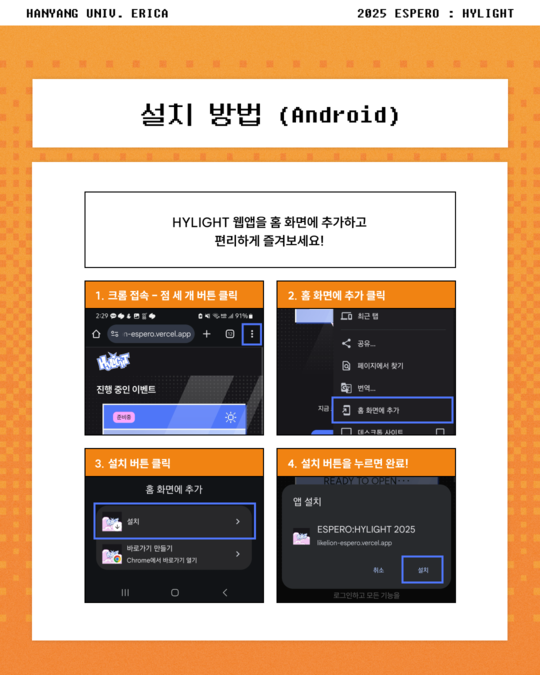 HANYANG UNIV. ERICA
2025 ESPERO : HYLIGHT
설치 방법 (Android)
HYLIGHT 웹앱을 홈 화면에 추가하고
편리하게 즐겨보세요!
1. 크롬 접속 - 점 세 개 버튼 클릭
2:29
91%
n-espero.vercel.app
HYLIGHT
진행 중인 이벤트
준비중
2. 홈 화면에 추가 클릭
최근 탭
공유...
페이지에서 찾기
번역...
지금
홈 화면에 추가
데스크톱 사이트
3. 설치 버튼 클릭
홈 화면에 추가
설치
바로가기 만들기
Chrome에서 바로가기 열기
4. 설치 버튼을 누르면 완료!
READY TO OPEN···
앱 설치
ESPERO:HYLIGHT 2025
likelion-espero.vercel.app
취소
설치
로그인하고 모든 기능을